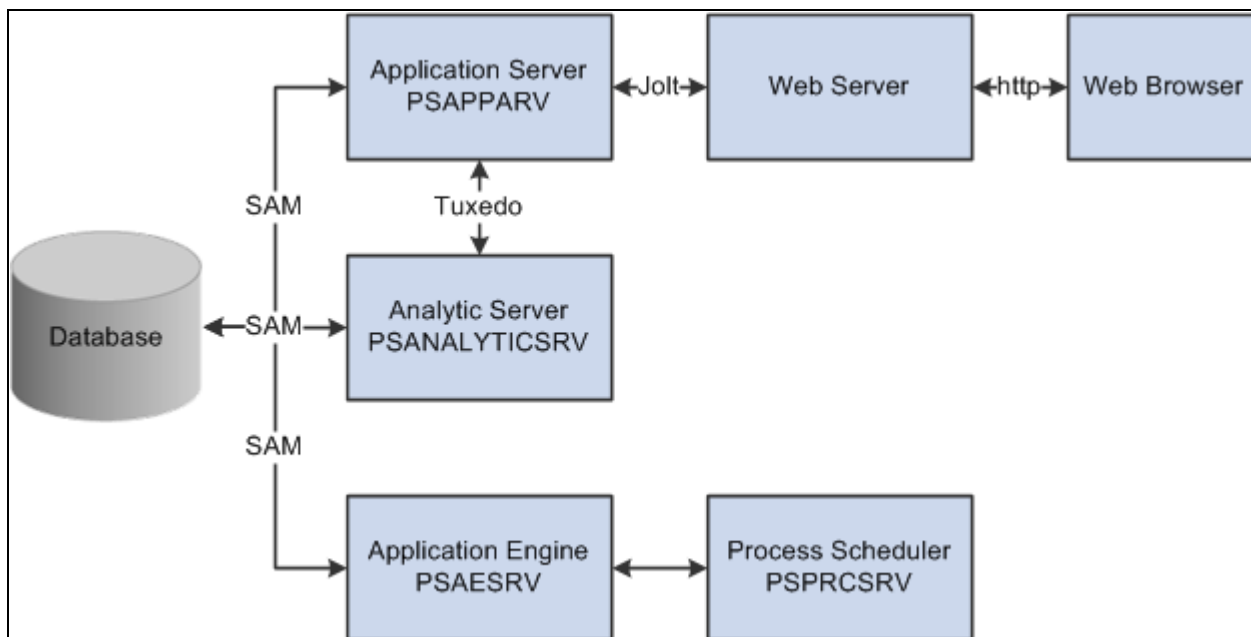 Application Server
PSAPPARV
Jolt
Web Server
http
Web Browser
SAM
Tuxedo
Database
SAM
Analytic Server
PSANALYTICSRV
SAM
Application Engine
PSAESRV
Process Scheduler
PSPRCSRV